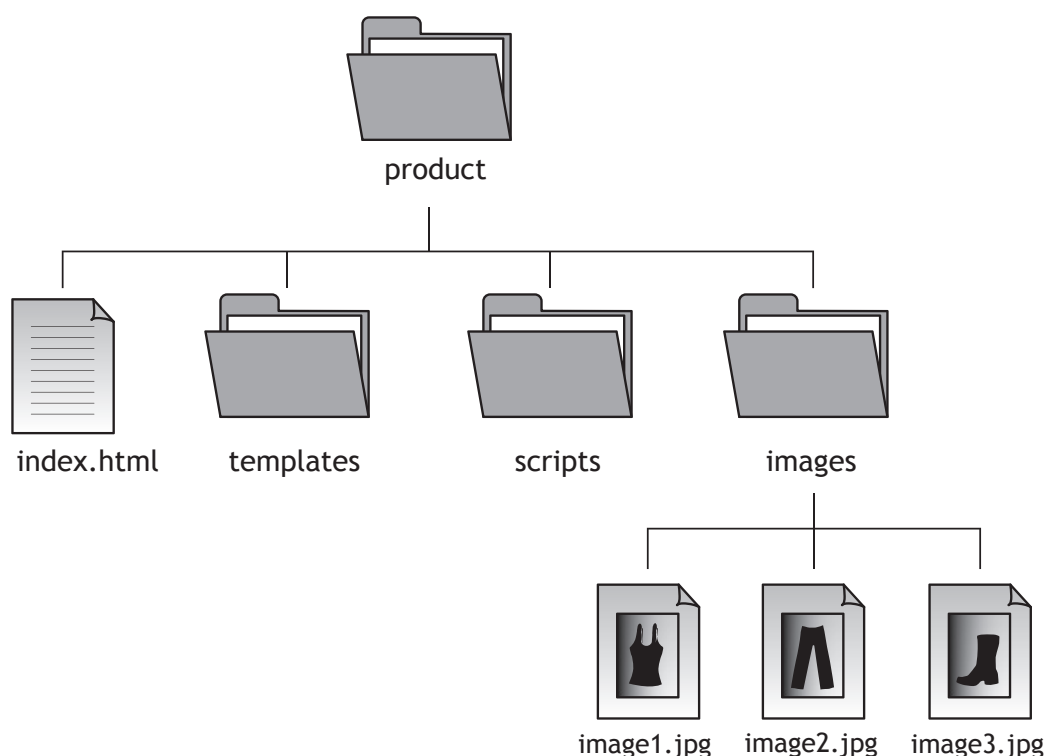 product
index.html
templates
scripts
images
image1.jpg
image2.jpg
image3.jpg